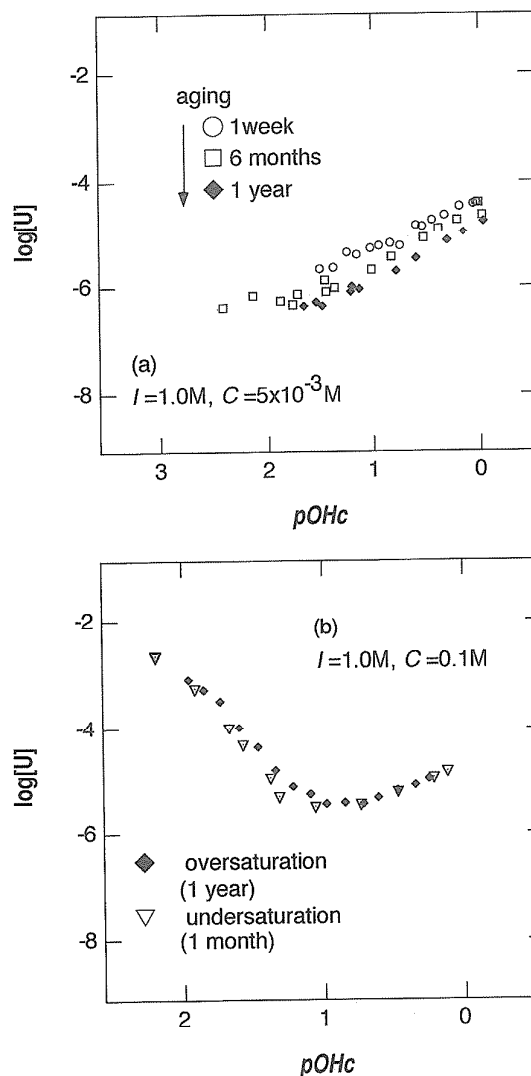 -2
aging
1week
6 months
1 year
-4
log[U]
-6
(a)
I=1.0M, C=5x10⁻³M
-8
3 2 1 0
pOHc
-2
(b)
I=1.0M, C=0.1M
-4
log[U]
-6
oversaturation
(1 year)
undersaturation
(1 month)
-8
2 1 0
pOHc